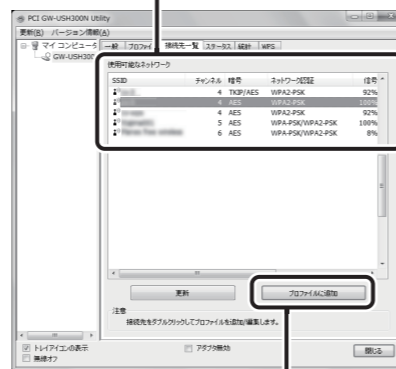 PCI GW-USH300N Utility
更新(R) バージョン情報(A)
マイ コンピュータ
GW-USH300
一般 プロファイ 接続先一覧 ステータス 統計 WPS
使用可能なネットワーク
SSID チャンネル 暗号 ネットワーク認証 信号
4 TKIP/AES WPA2-PSK 92%
4 AES WPA2-PSK 100%
4 AES WPA2-PSK 92%
5 AES WPA-PSK/WPA2-PSK 100%
6 AES WPA-PSK/WPA2-PSK 8%
更新 プロファイルに追加
注意
接続先をダブルクリックしてプロファイルを追加/編集します。
トレイアイコンの表示
無線オフ
アダプタ無効
閉じる